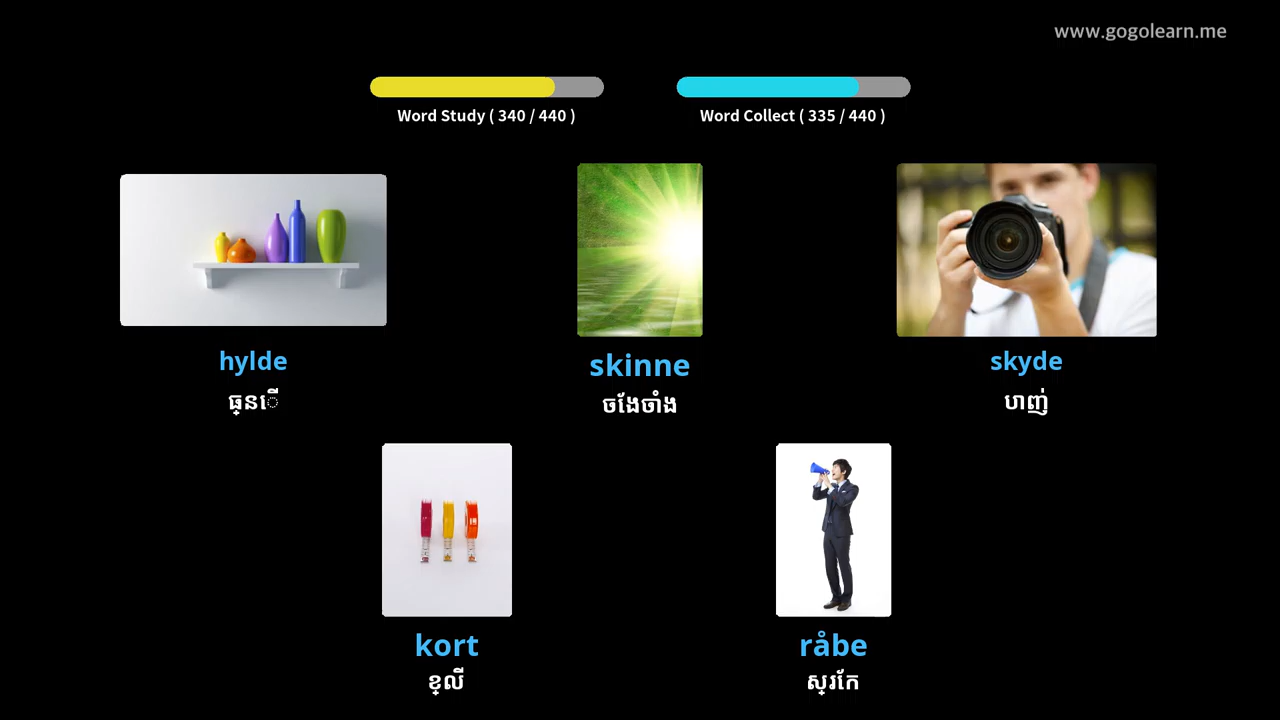 www.gogolearn.me
Word Study ( 340 / 440 )
Word Collect ( 335 / 440 )
hylde
ធ្នើ
skinne
ចងែចាំង
skyde
បាញ់
kort
ខ្លី
råbe
ស្រកែ